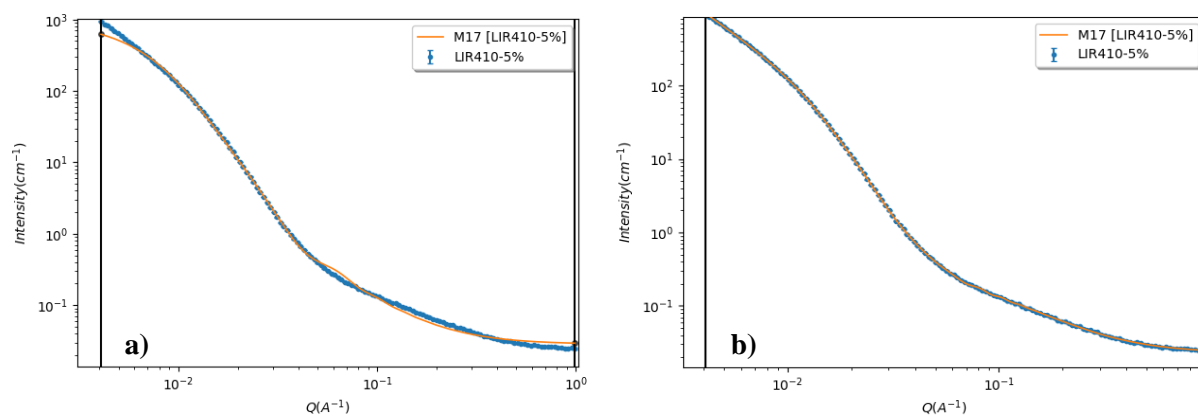 10³
10²
10¹
10⁰
10⁻¹
Intensity(cm⁻¹)
M17 [LIR410-5%]
LIR410-5%
a)
10⁻²
10⁻¹
10⁰
Q(A⁻¹)
10²
10¹
10⁰
10⁻¹
Intensity(cm⁻¹)
M17 [LIR410-5%]
LIR410-5%
b)
10⁻²
10⁻¹
Q(A⁻¹)